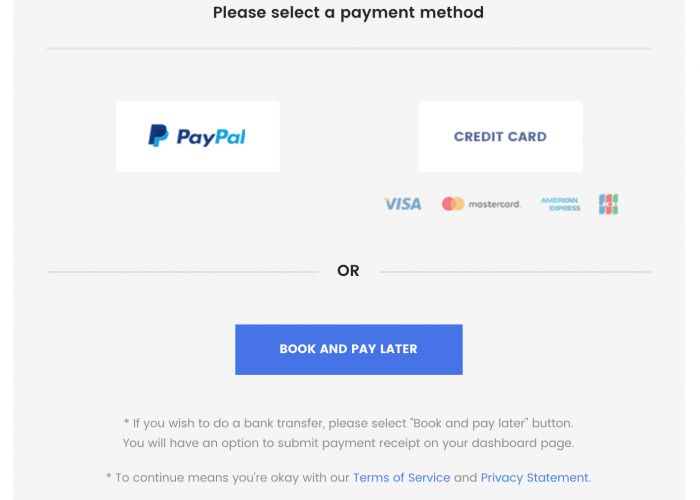 Please select a payment method
PayPal
CREDIT CARD
VISA mastercard. AMERICAN EXPRESS JCB
OR
BOOK AND PAY LATER
* If you wish to do a bank transfer, please select "Book and pay later" button.
You will have an option to submit payment receipt on your dashboard page.
* To continue means you're okay with our Terms of Service and Privacy Statement.